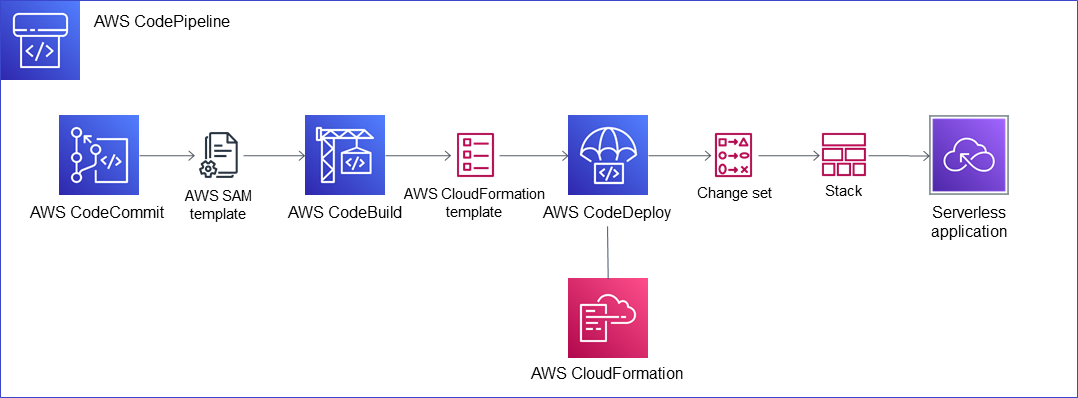 AWS CodePipeline
</>
</>
AWS CodeCommit
AWS SAM
template
</>
AWS CodeBuild
AWS CloudFormation
template
</>
AWS CodeDeploy
Change set
Stack
Serverless
application
AWS CloudFormation